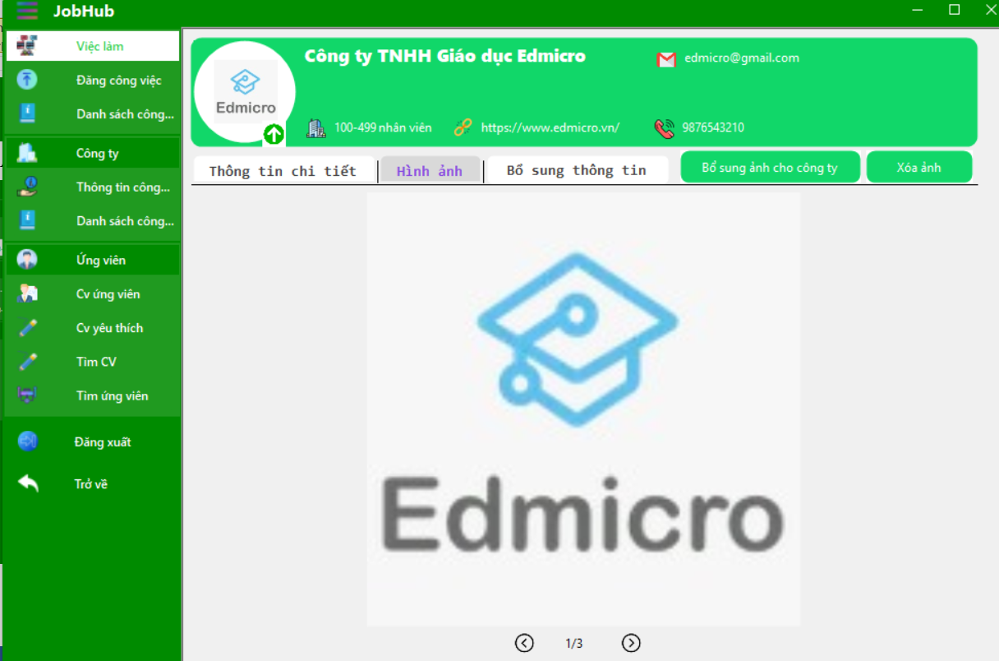 JobHub
Việc làm
Đăng công việc
Danh sách công...
Công ty
Thông tin công...
Danh sách công...
Ứng viên
Cv ứng viên
Cv yêu thích
Tìm CV
Tìm ứng viên
Đăng xuất
Trở về
Edmicro
Công ty TNHH Giáo dục Edmicro
edmicro@gmail.com
100-499 nhân viên
https://www.edmicro.vn/
9876543210
Thông tin chi tiết
Hình ảnh
Bổ sung thông tin
Bổ sung ảnh cho công ty
Xóa ảnh
Edmicro
1/3